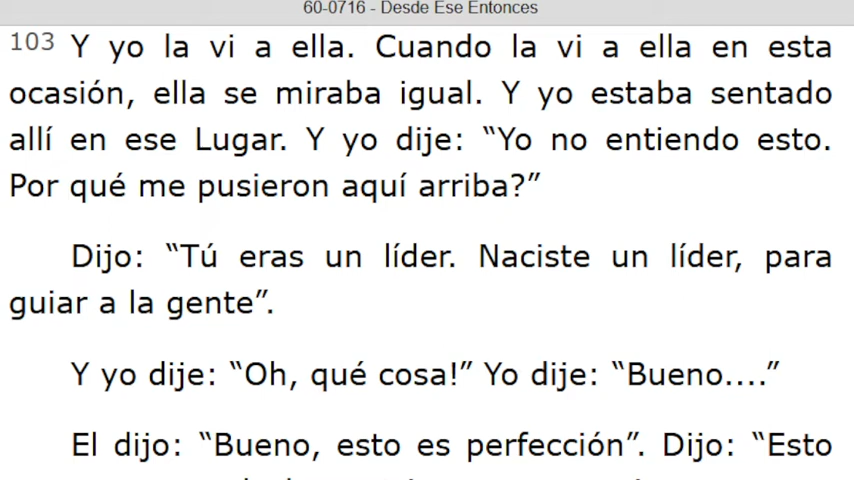 60-0716 - Desde Ese Entonces
103 Y yo la vi a ella. Cuando la vi a ella en esta
ocasión, ella se miraba igual. Y yo estaba sentado
allí en ese Lugar. Y yo dije: “Yo no entiendo esto.
Por qué me pusieron aquí arriba?”
Dijo: “Tú eras un líder. Naciste un líder, para
guiar a la gente”.
Y yo dije: “Oh, qué cosa!” Yo dije: “Bueno....”
El dijo: “Bueno, esto es perfección”. Dijo: “Esto